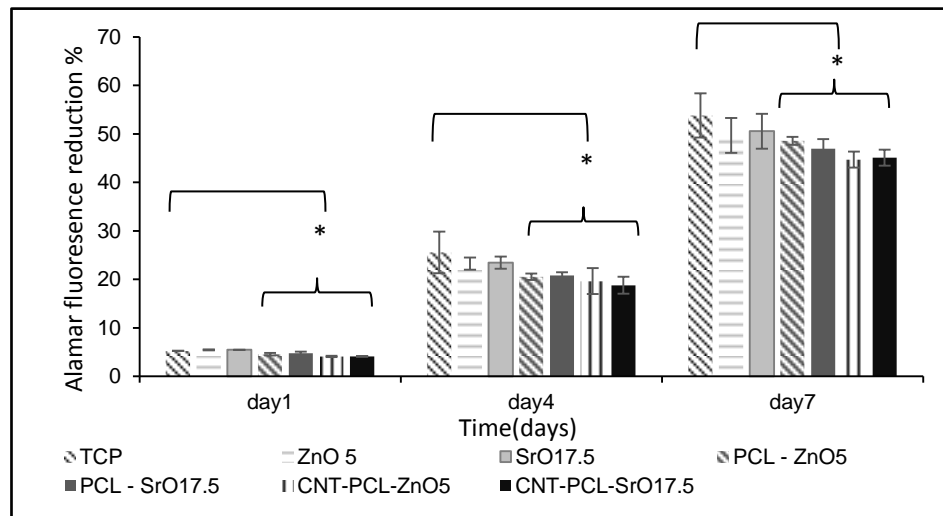 Alamar fluoresence reduction %
70
60
50
40
30
20
10
0
*
*
*
day1 day4 day7
Time(days)
TCP ZnO 5 SrO17.5 PCL - ZnO5
PCL - SrO17.5 CNT-PCL-ZnO5 CNT-PCL-SrO17.5